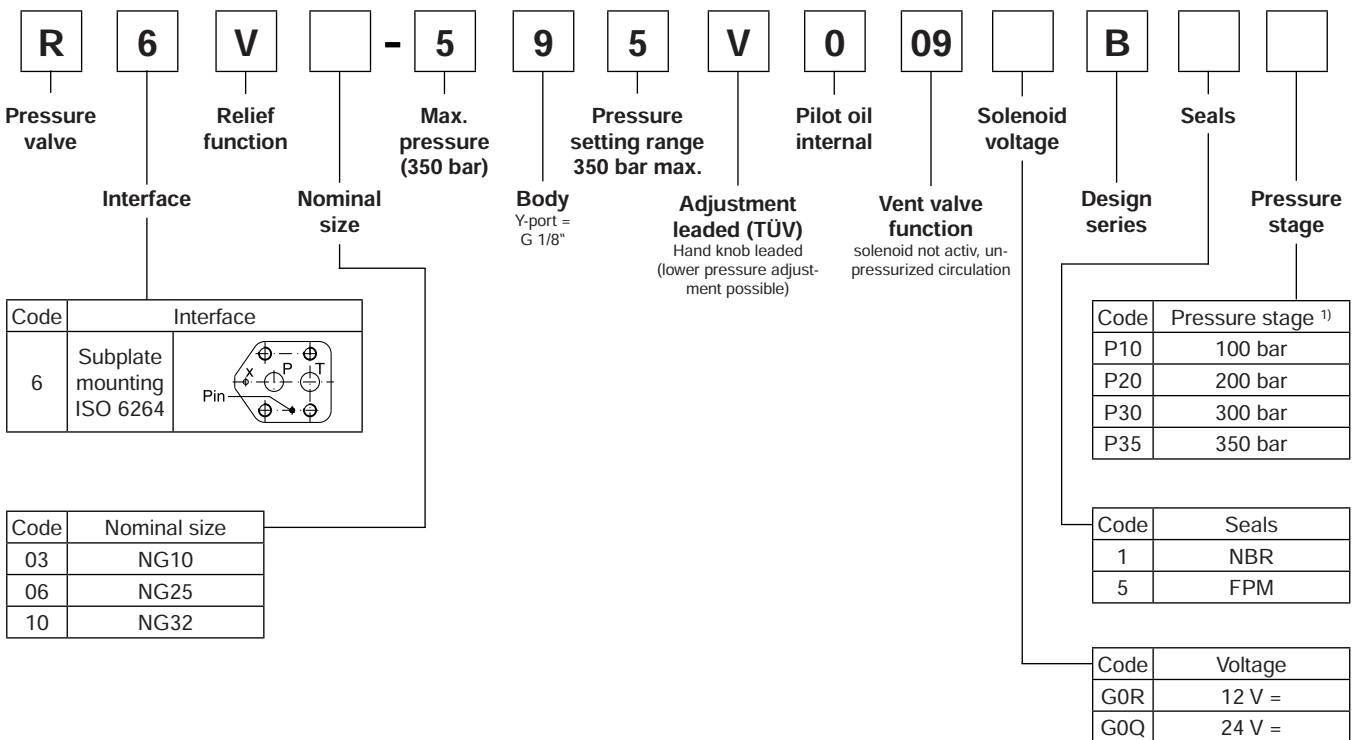 R 6 V - 5 9 5 V 0 09 B
Pressure valve
Interface
Relief function
Nominal size
Max. pressure (350 bar)
Body
Y-port = G 1/8"
Pressure setting range 350 bar max.
Adjustment leaded (TÜV)
Hand knob leaded (lower pressure adjust-ment possible)
Pilot oil internal
Vent valve function
solenoid not activ, un-pressurized circulation
Solenoid voltage
Design series
Seals
Pressure stage
Code Interface
6 Subplate mounting ISO 6264
x P T
Pin
Code Nominal size
03 NG10
06 NG25
10 NG32
Code Pressure stage 1)
P10 100 bar
P20 200 bar
P30 300 bar
P35 350 bar
Code Seals
1 NBR
5 FPM
Code Voltage
G0R 12 V =
G0Q 24 V =